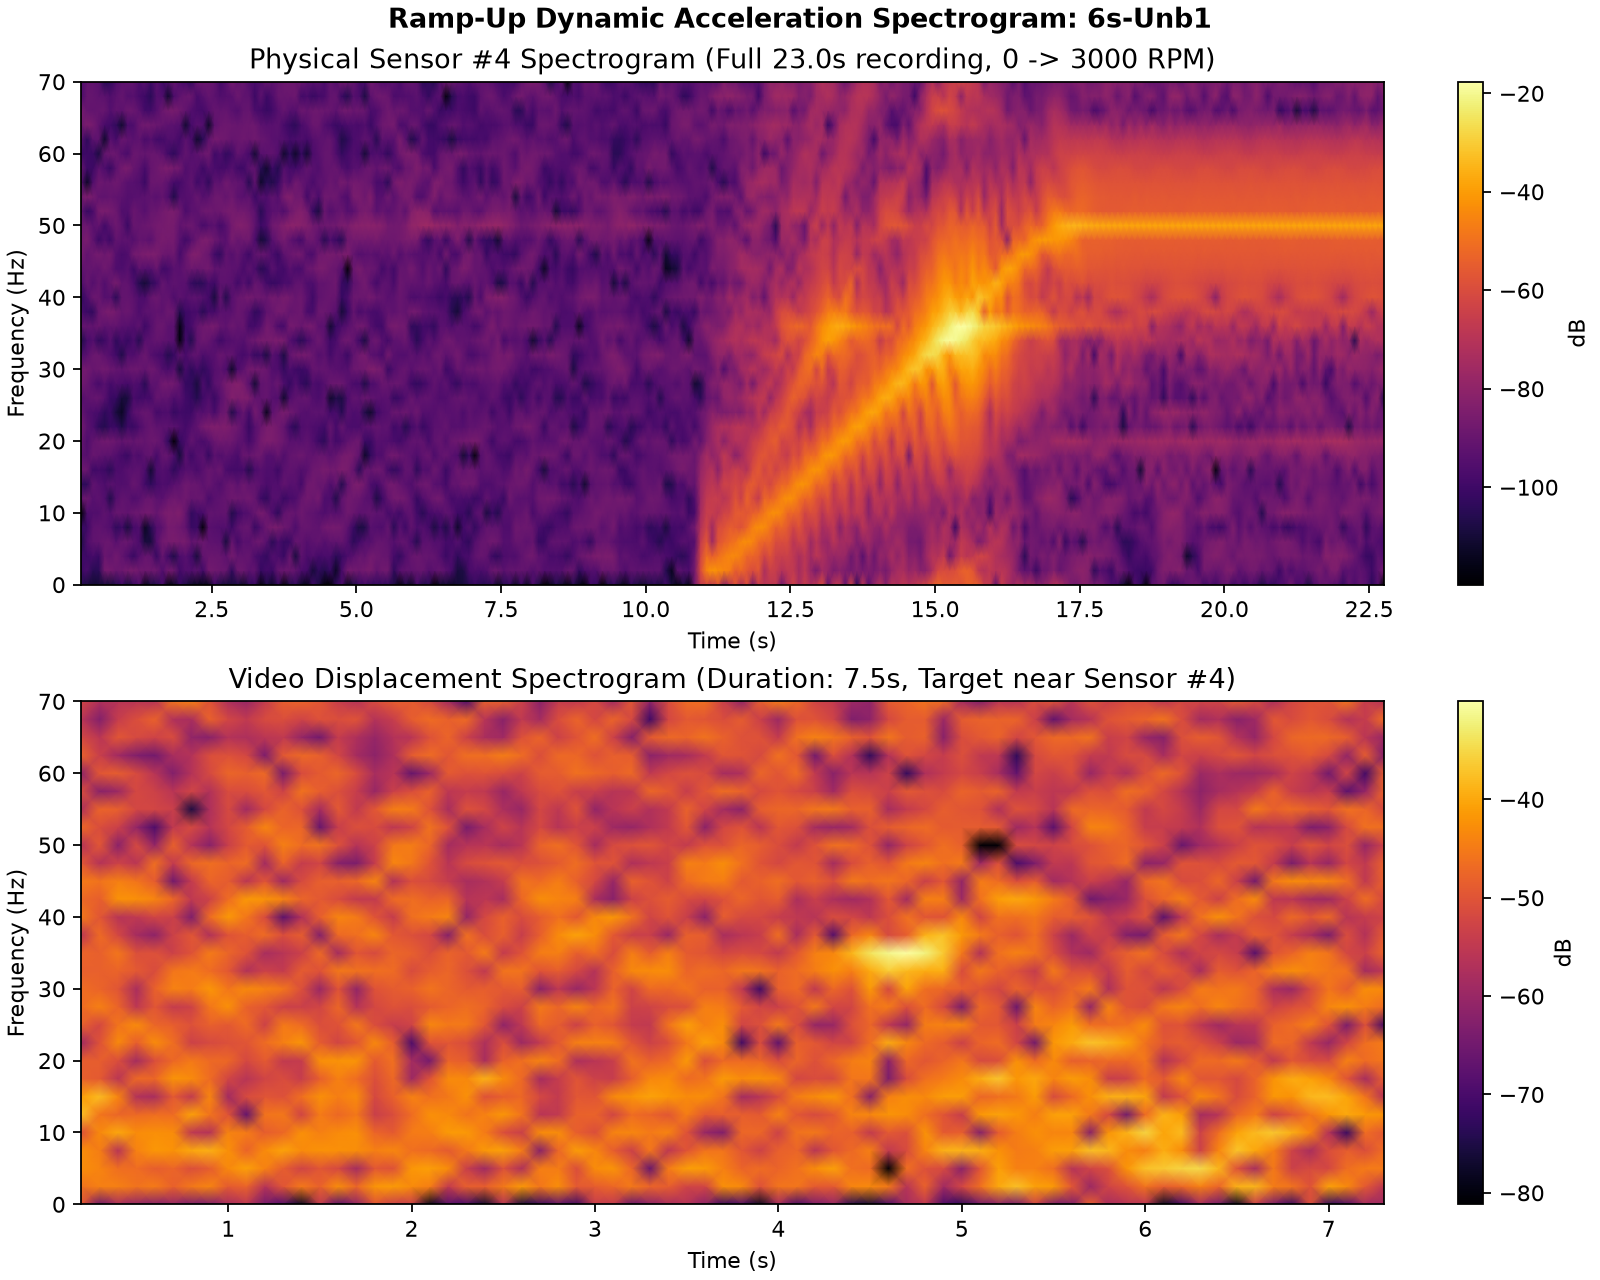 Ramp-Up Dynamic Acceleration Spectrogram: 6s-Unb1
Physical Sensor #4 Spectrogram (Full 23.0s recording, 0 -> 3000 RPM)
70
60
50
40
30
20
10
0
Frequency (Hz)
2.5 5.0 7.5 10.0 12.5 15.0 17.5 20.0 22.5
Time (s)
−20
−40
−60
−80
−100
dB
Video Displacement Spectrogram (Duration: 7.5s, Target near Sensor #4)
70
60
50
40
30
20
10
0
Frequency (Hz)
1 2 3 4 5 6 7
Time (s)
−40
−50
−60
−70
−80
dB